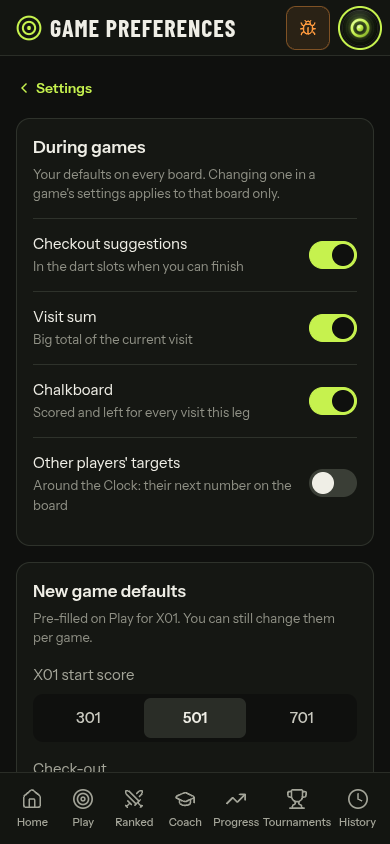 GAME PREFERENCES
Settings
During games
Your defaults on every board. Changing one in a
game's settings applies to that board only.
Checkout suggestions
In the dart slots when you can finish
Visit sum
Big total of the current visit
Chalkboard
Scored and left for every visit this leg
Other players' targets
Around the Clock: their next number on the
board
New game defaults
Pre-filled on Play for X01. You can still change them
per game.
X01 start score
301 501 701
Check-out
Home Play Ranked Coach Progress Tournaments History